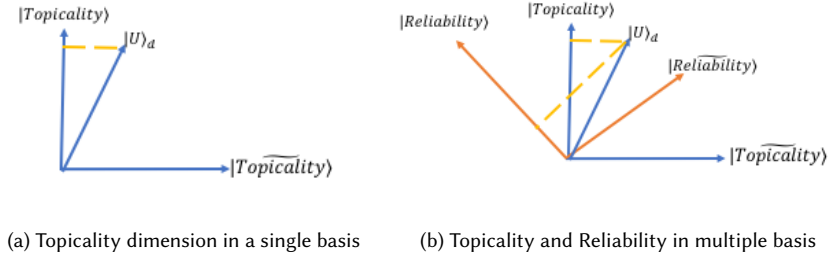 |Topicality⟩
|U⟩_d
|Topicality͠⟩
(a) Topicality dimension in a single basis
|Reliability⟩
|Topicality⟩
|U⟩_d
|Reliability͠⟩
|Topicality͠⟩
(b) Topicality and Reliability in multiple basis